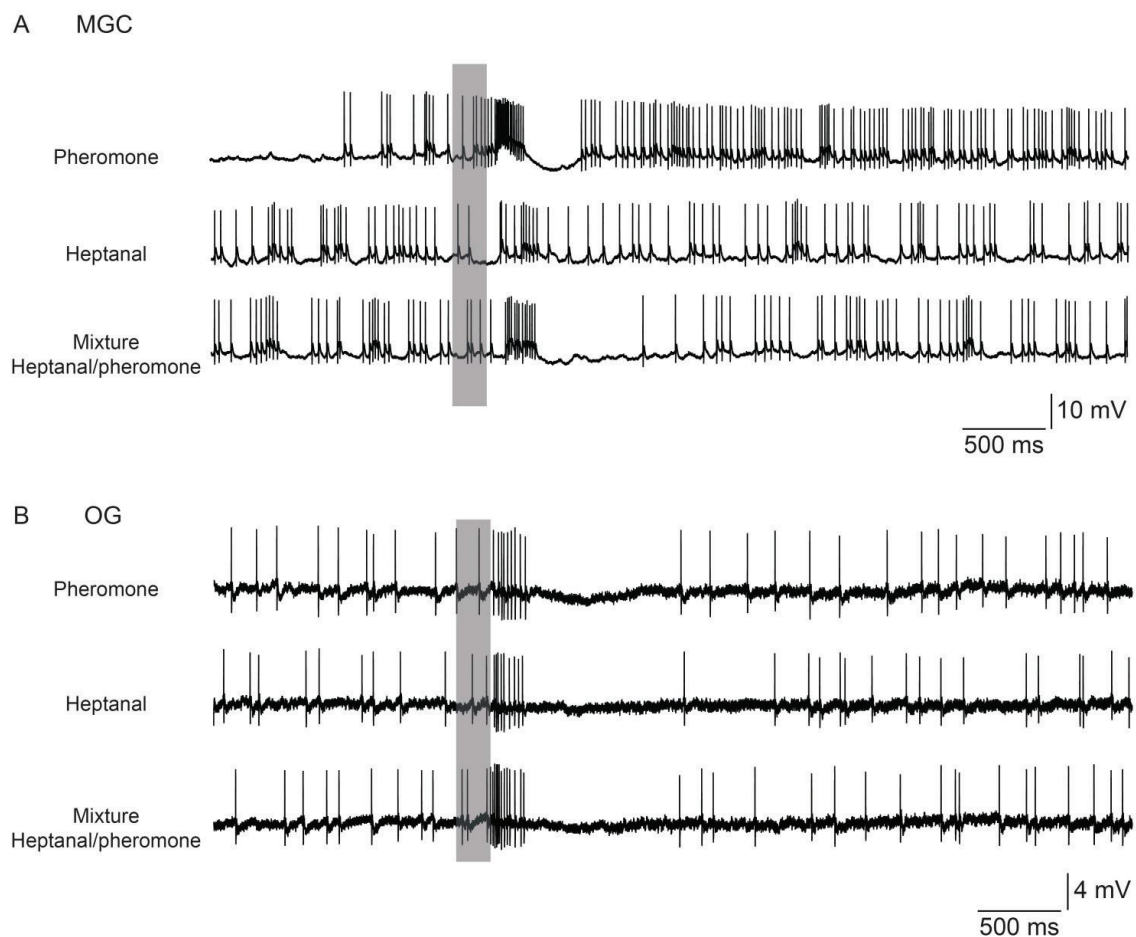 A MGC
Pheromone
Heptanal
Mixture
Heptanal/pheromone
10 mV
500 ms
B OG
Pheromone
Heptanal
Mixture
Heptanal/pheromone
4 mV
500 ms